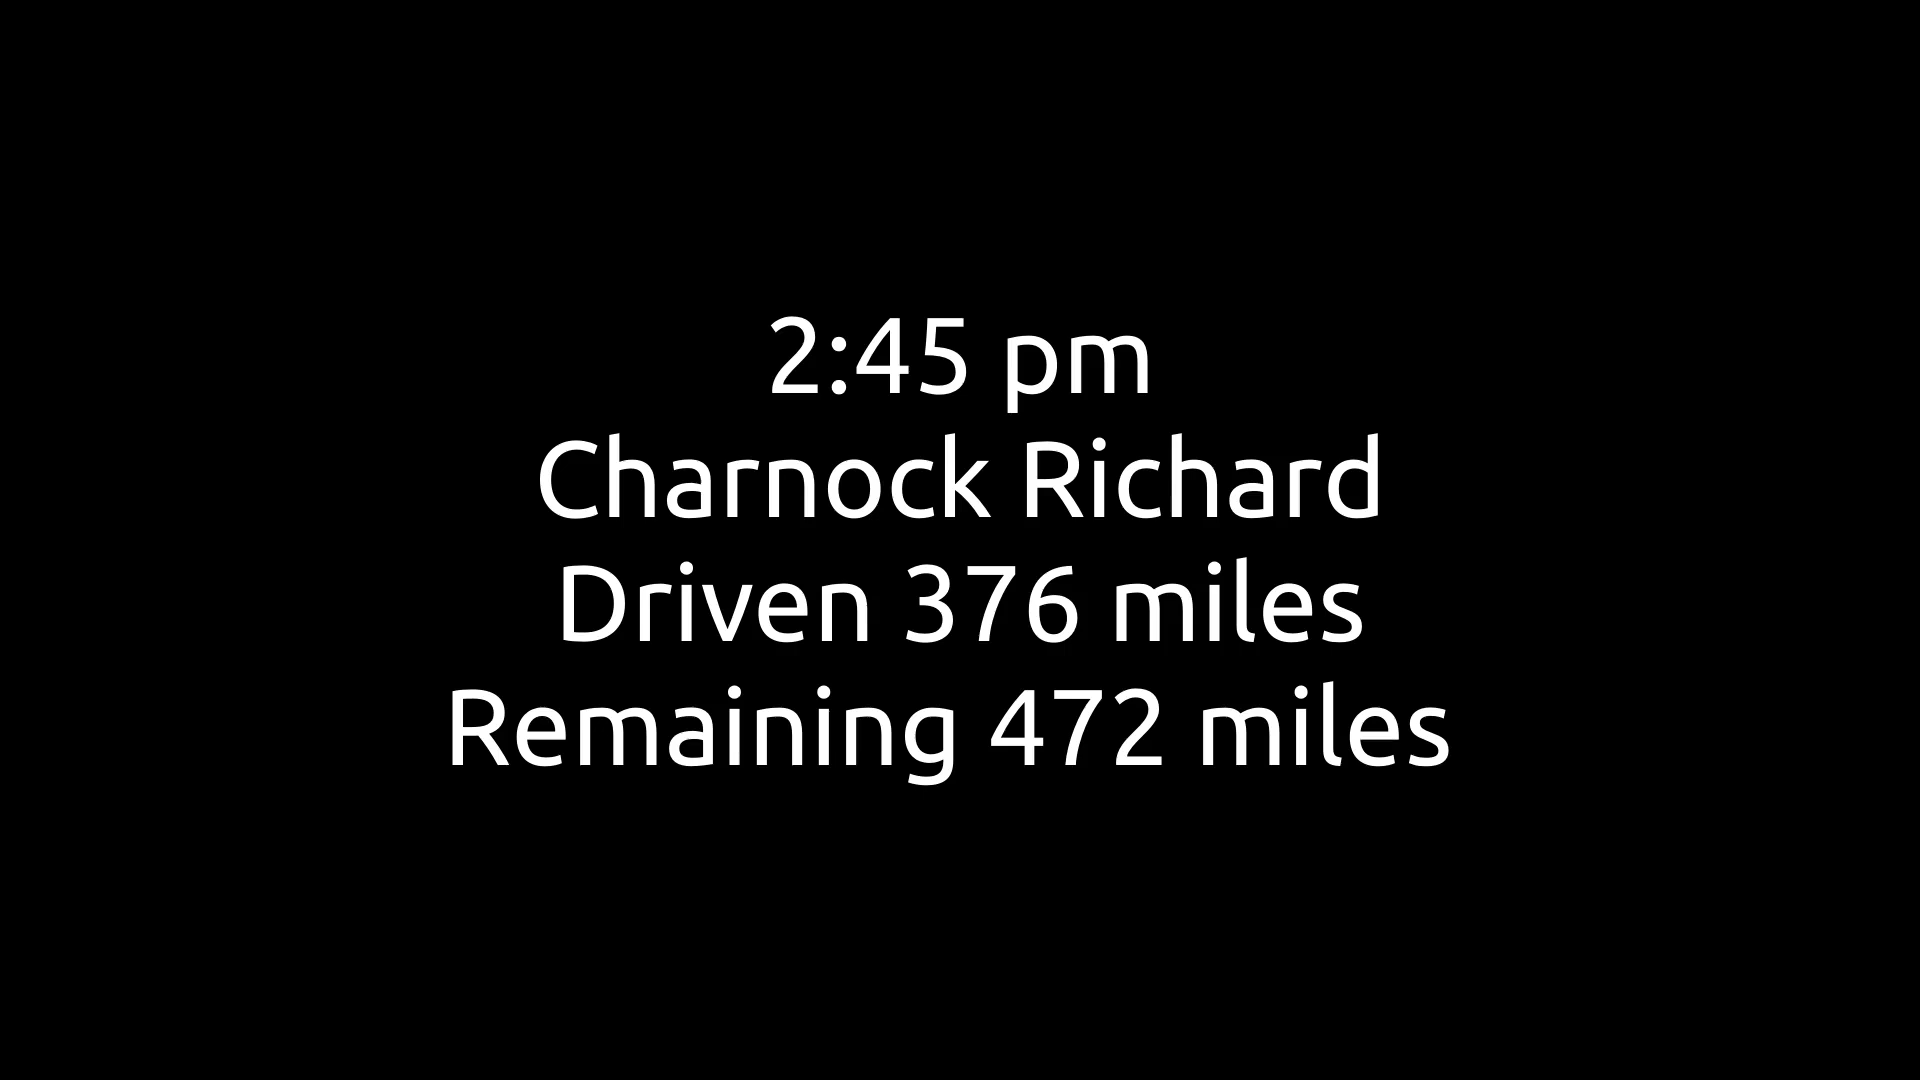 2:45 pm
Charnock Richard
Driven 376 miles
Remaining 472 miles